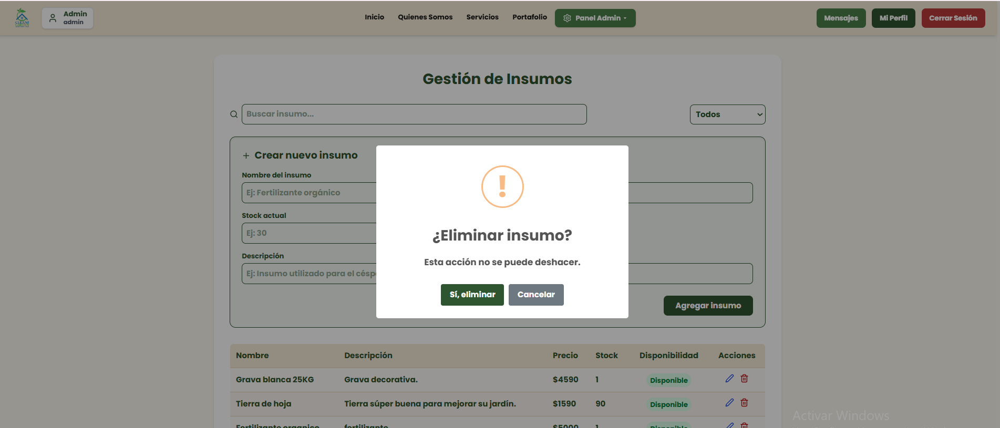 Admin
admin
Inicio Quienes Somos Servicios Portafolio Panel Admin
Mensajes Mi Perfil Cerrar Sesión
Gestión de Insumos
Buscar insumo...
Todos
+ Crear nuevo insumo
Nombre del insumo
Ej: Fertilizante orgánico
Stock actual
Ej: 30
Descripción
Ej: Insumo utilizado para el césp
Agregar insumo
!
¿Eliminar insumo?
Esta acción no se puede deshacer.
Sí, eliminar Cancelar
Nombre Descripción Precio Stock Disponibilidad Acciones
Grava blanca 25KG Grava decorativa. $4590 1 Disponible
Tierra de hoja Tierra súper buena para mejorar su jardín. $1590 90 Disponible
Fertilizante organico fertilizante $5000 1 Disponible
Activar Windows